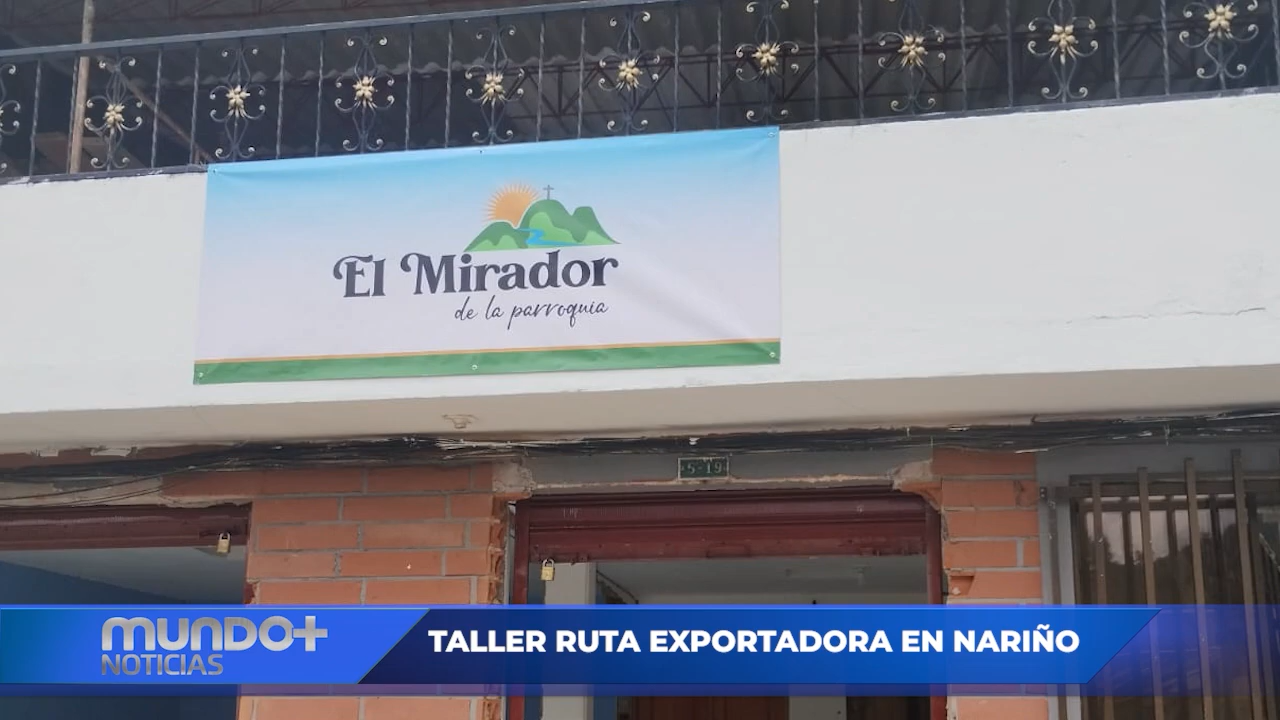 El Mirador
de la parroquia
5-19
MUNDO+
NOTICIAS
TALLER RUTA EXPORTADORA EN NARIÑO